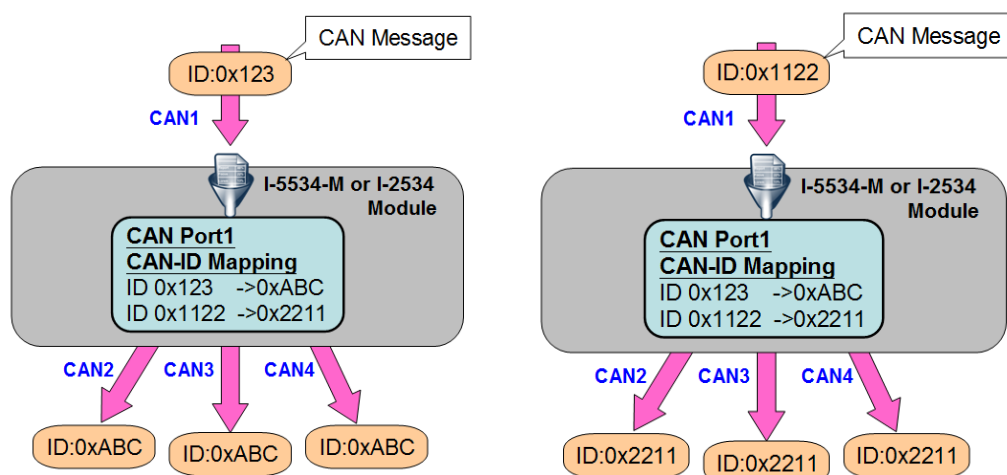 CAN Message
ID:0x123
CAN1
I-5534-M or I-2534
Module
CAN Port1
CAN-ID Mapping
ID 0x123 ->0xABC
ID 0x1122 ->0x2211
CAN2
CAN3
CAN4
ID:0xABC
ID:0xABC
ID:0xABC
CAN Message
ID:0x1122
CAN1
I-5534-M or I-2534
Module
CAN Port1
CAN-ID Mapping
ID 0x123 ->0xABC
ID 0x1122 ->0x2211
CAN2
CAN3
CAN4
ID:0x2211
ID:0x2211
ID:0x2211